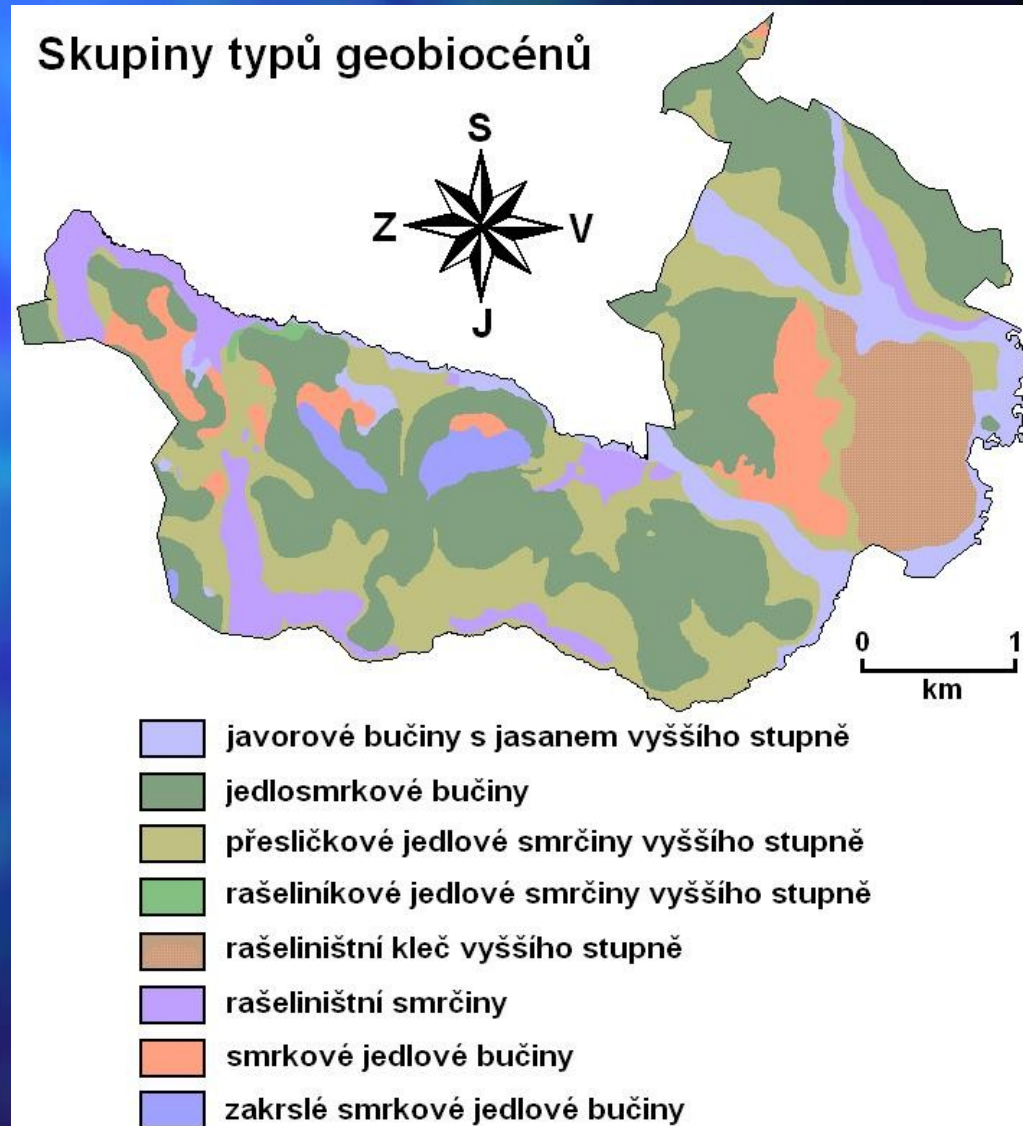 Skupiny typů geobiocénů
S
Z V
J
0 1
km
javorové bučiny s jasanem vyššího stupně
jedlosmrkové bučiny
přesličkové jedlové smrčiny vyššího stupně
rašeliníkové jedlové smrčiny vyššího stupně
rašeliništní kleč vyššího stupně
rašeliništní smrčiny
smrkové jedlové bučiny
zakrslé smrkové jedlové bučiny